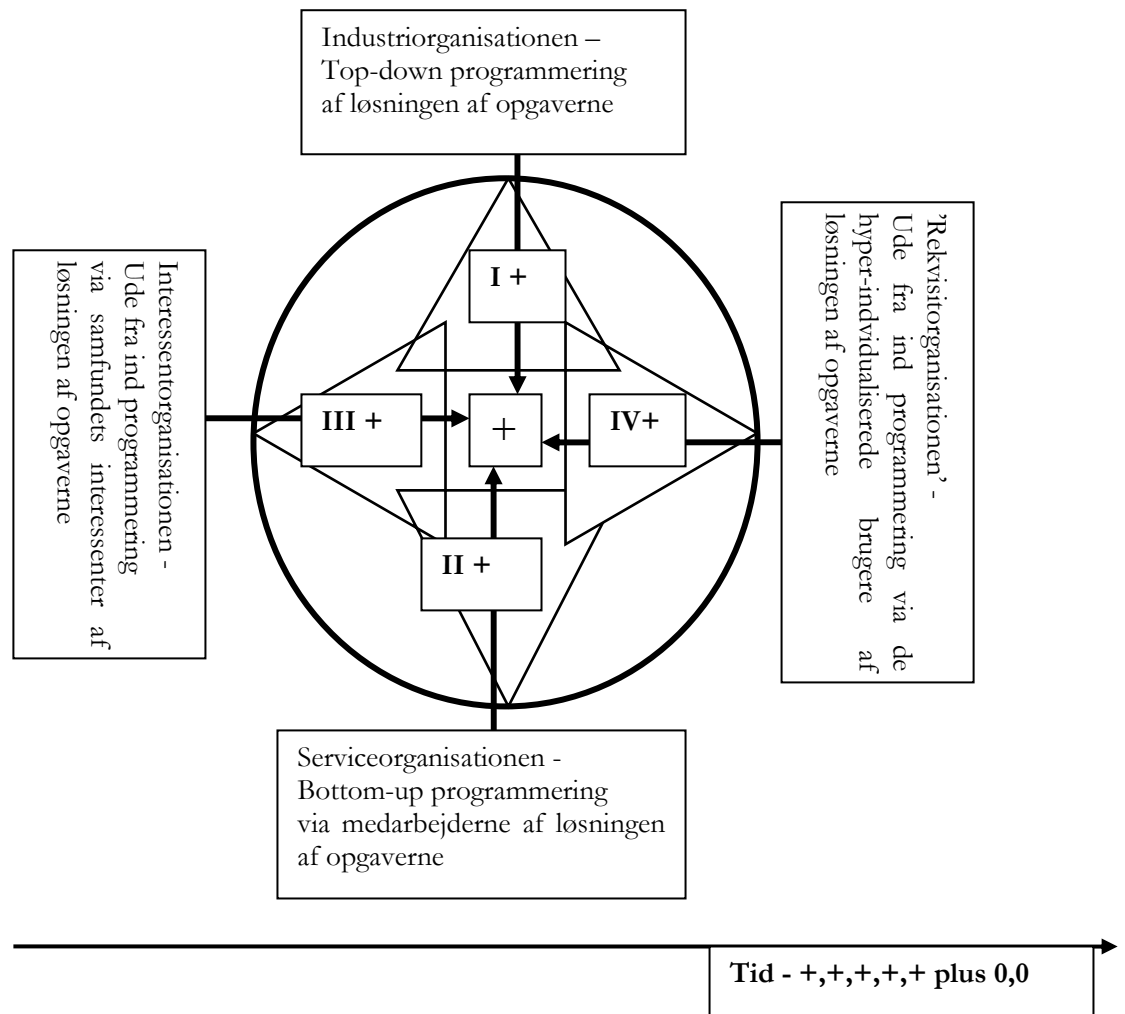 Industriorganisationen –
Top-down programmering
af løsningen af opgaverne
I +
Interessentorganisationen -
Ude fra ind programmering
via samfundets interessenter af
løsningen af opgaverne
III +
+
IV+
'Rekvisitorganisationen' -
Ude fra ind programmering via de
hyper-indvidualiserede brugere af
løsningen af opgaverne
II +
Serviceorganisationen -
Bottom-up programmering
via medarbejderne af løsningen
af opgaverne
Tid - +,+,+,+,+ plus 0,0